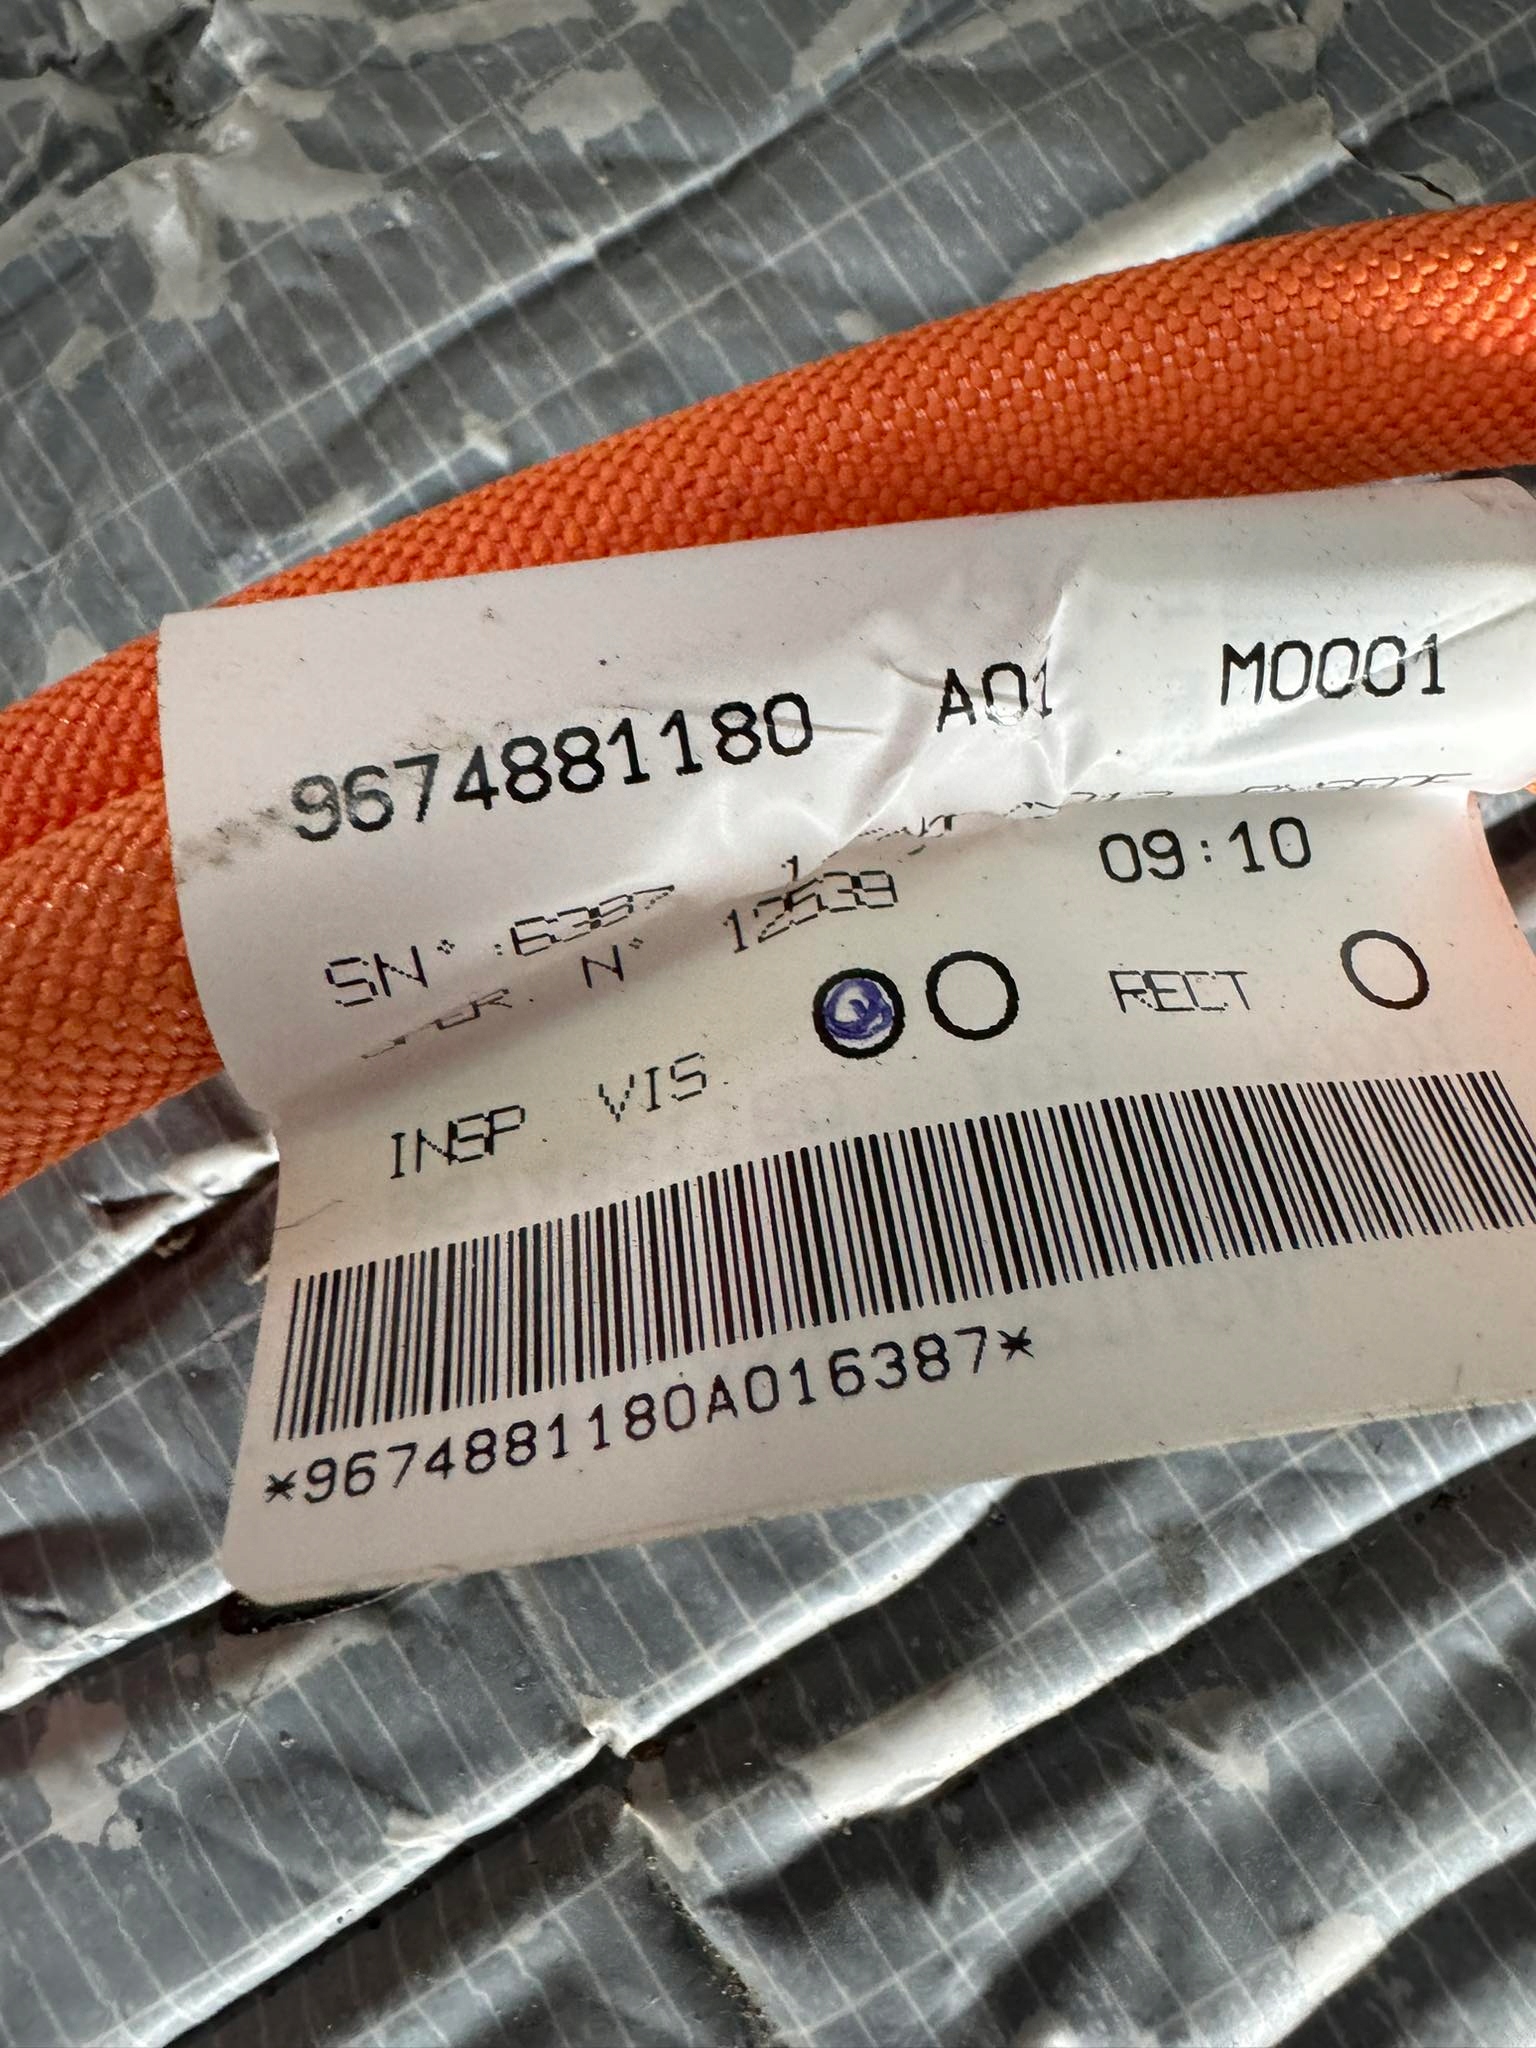 9674881180 A01 M0001
09:10
SN° :6387
N° 12539
INSP VIS. RECT
*9674881180A016387*